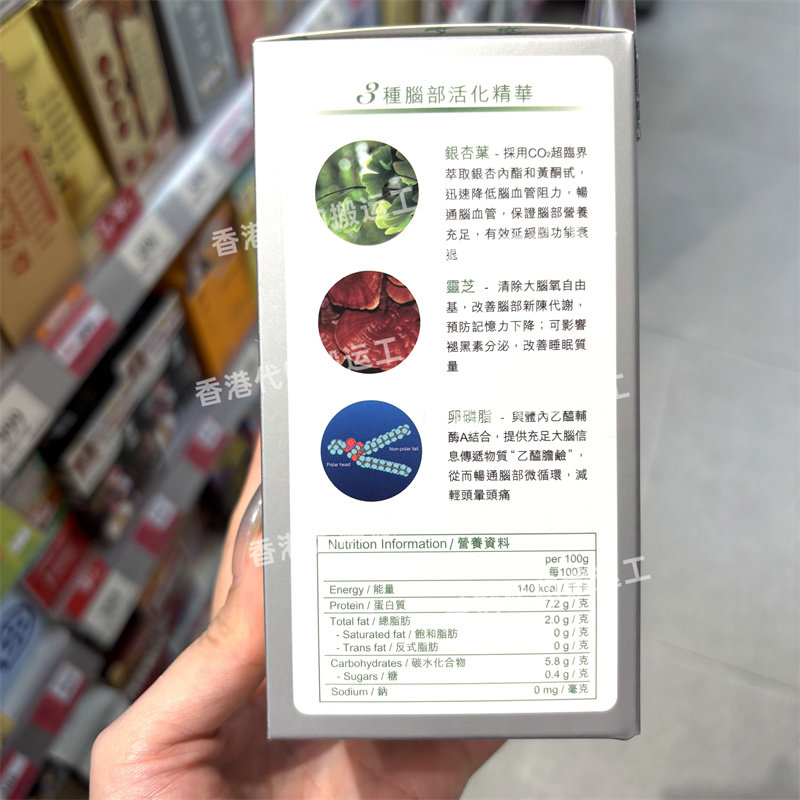 3種腦部活化精華
銀杏葉 - 採用CO₂超臨界
萃取銀杏內酯和黃酮甙，
迅速降低腦血管阻力，暢
通腦血管，保證腦部營養
充足，有效延緩腦功能衰
退
靈芝 - 清除大腦氧自由
基，改善腦部新陳代謝，
預防記憶力下降；可影響
褪黑素分泌，改善睡眠質
量
卵磷脂 - 與體內乙醯輔
酶A結合，提供充足大腦信
息傳遞物質“乙醯膽鹼”，
從而暢通腦部微循環，減
輕頭暈頭痛
Non-polar tail
Polar head
Nutrition Information / 營養資料
per 100g
每100克
Energy / 能量 140 kcal / 千卡
Protein / 蛋白質 7.2 g / 克
Total fat / 總脂肪 2.0 g / 克
- Saturated fat / 飽和脂肪 0 g / 克
- Trans fat / 反式脂肪 0 g / 克
Carbohydrates / 碳水化合物 5.8 g / 克
- Sugars / 糖 0.4 g / 克
Sodium / 鈉 0 mg / 毫克